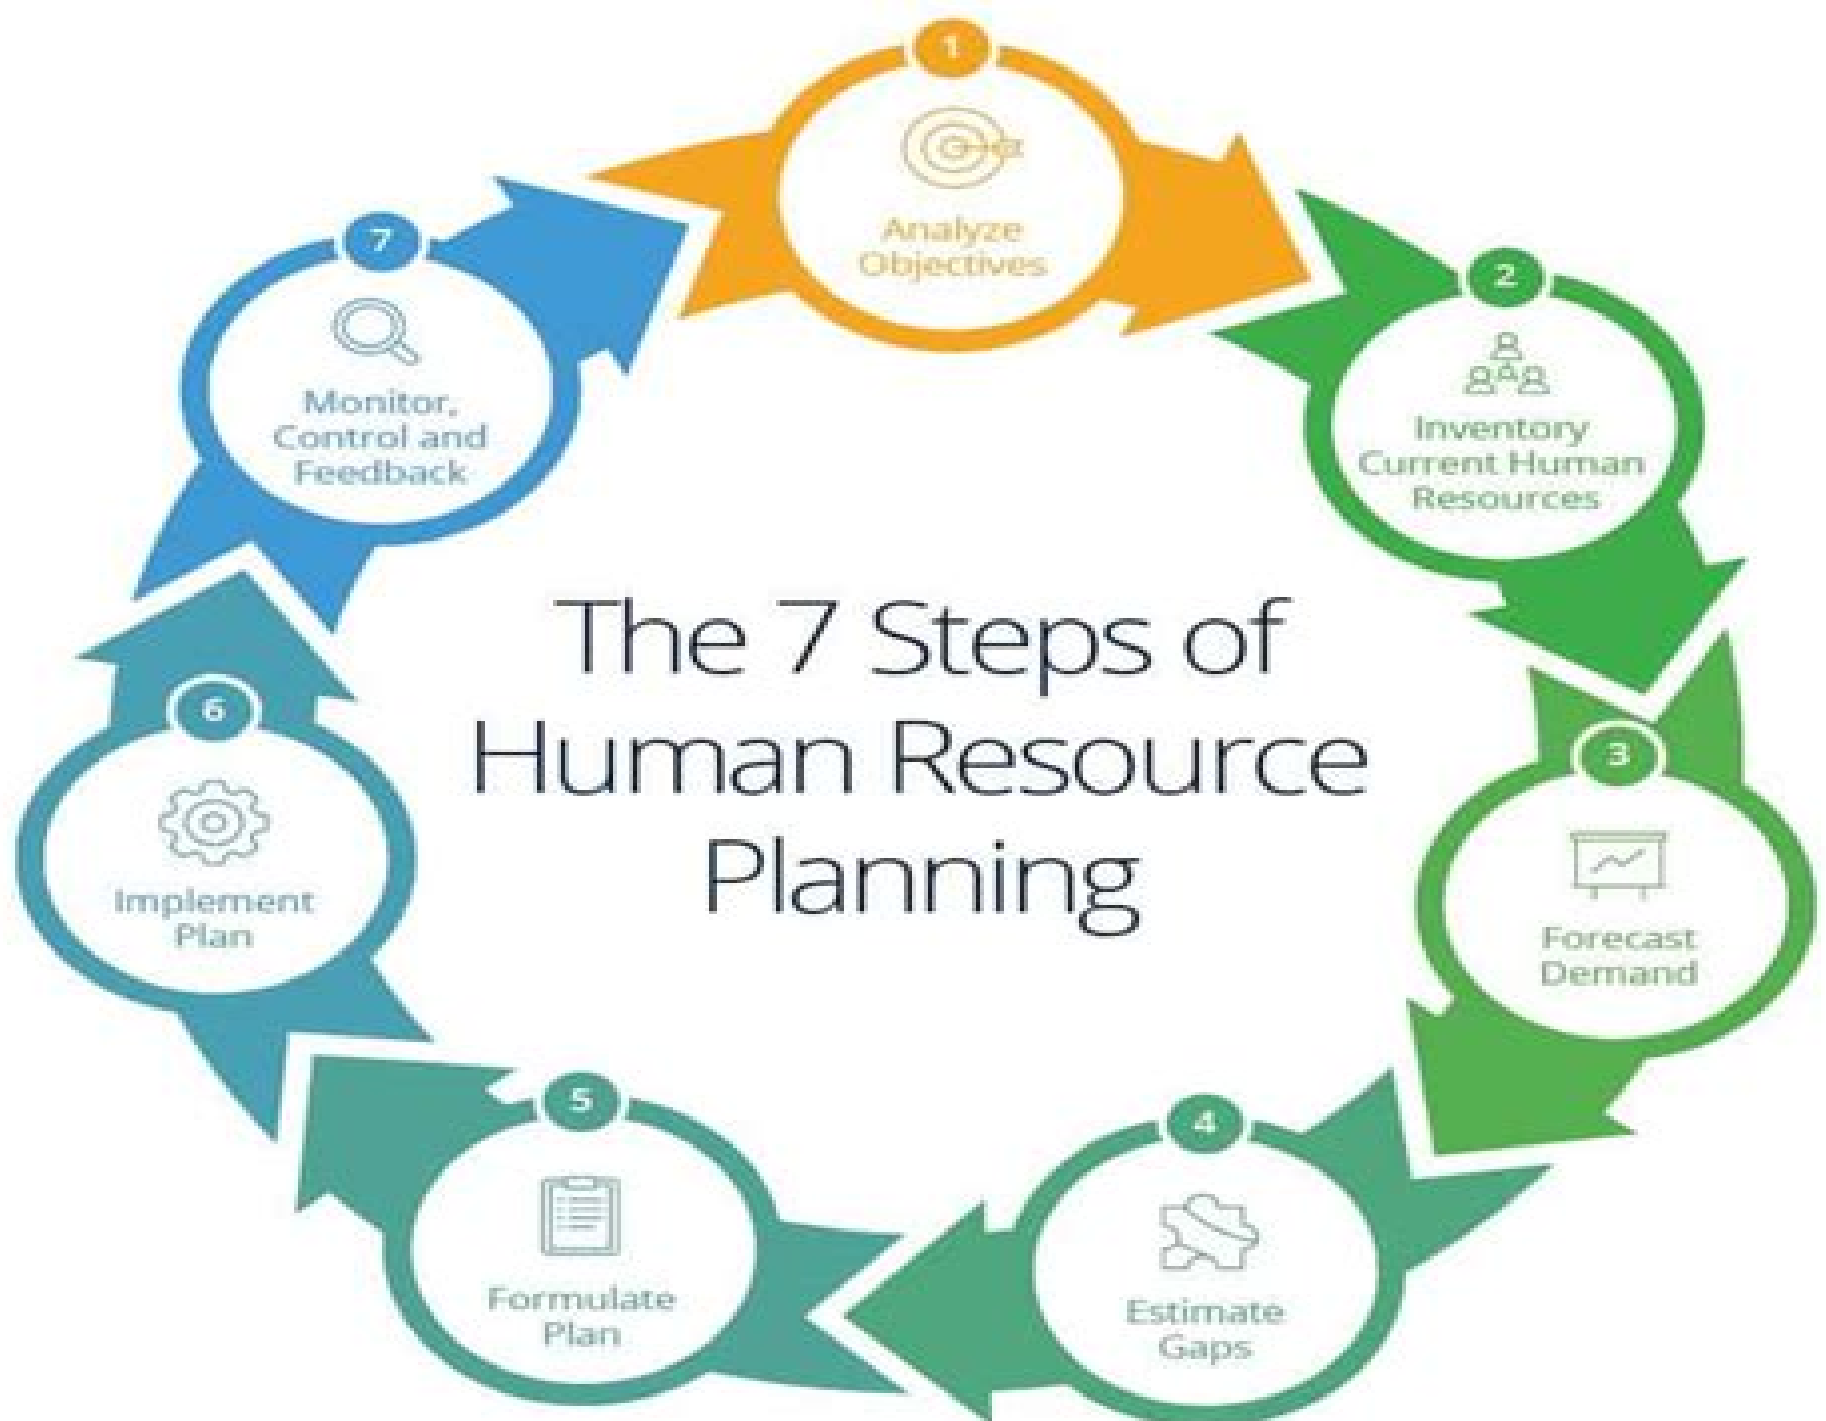 1
Analyze
Objectives
2
Inventory
Current Human
Resources
3
Forecast
Demand
4
Estimate
Gaps
5
Formulate
Plan
6
Implement
Plan
7
Monitor,
Control and
Feedback
The 7 Steps of
Human Resource
Planning